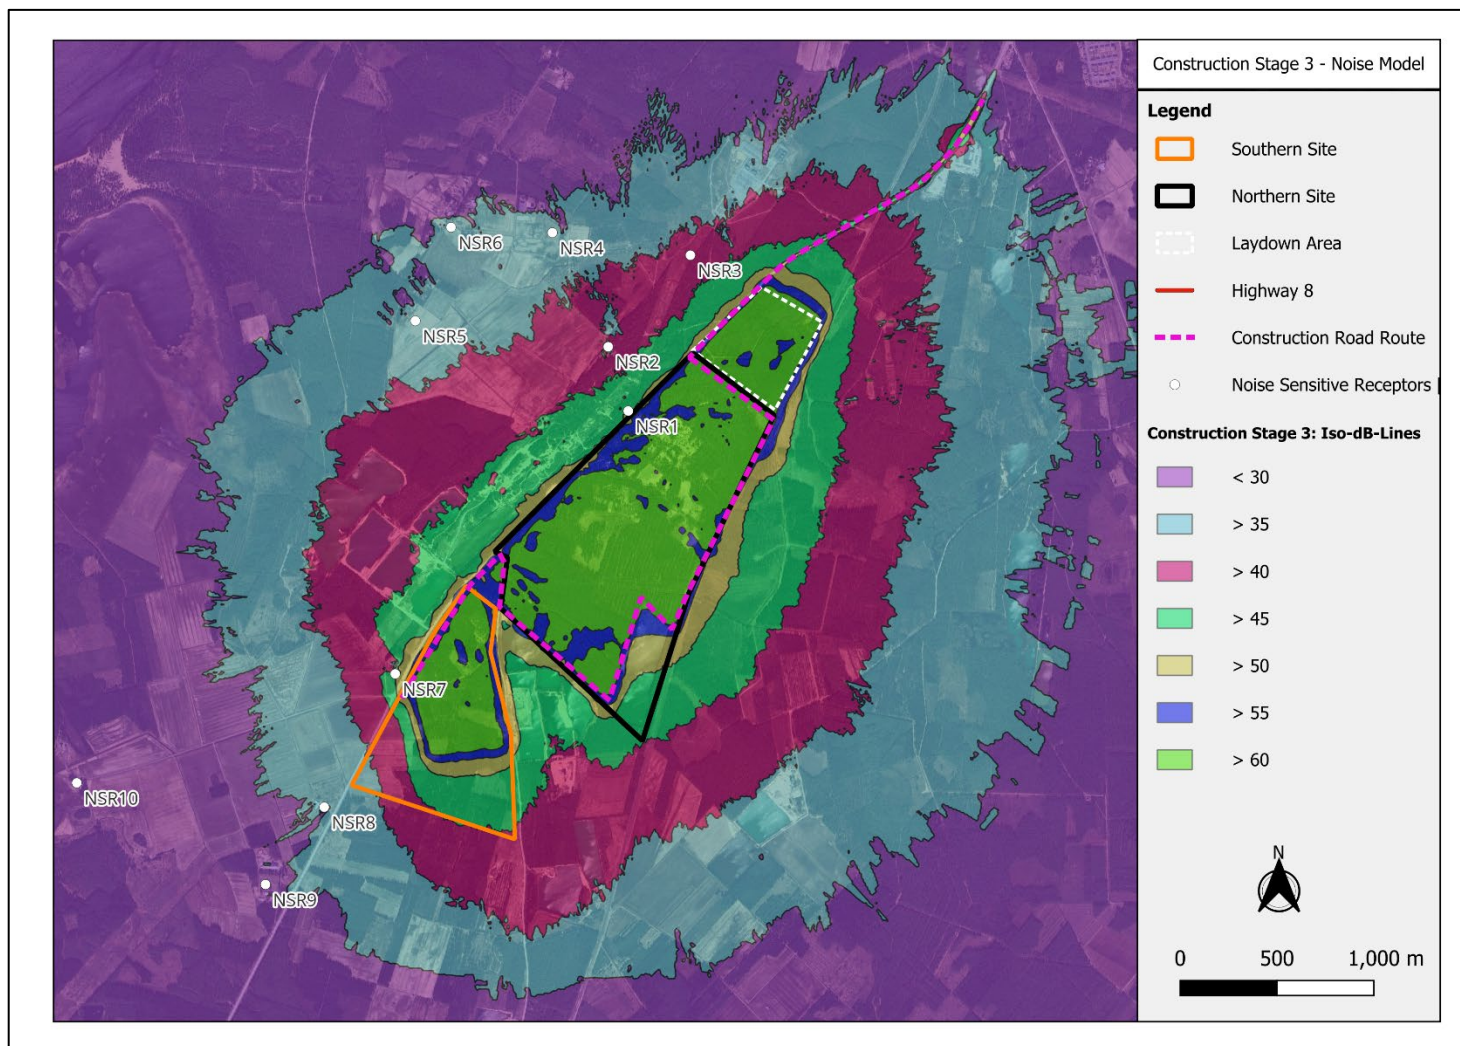 Construction Stage 3 - Noise Model
Legend
Southern Site
Northern Site
Laydown Area
Highway 8
Construction Road Route
Noise Sensitive Receptors |
Construction Stage 3: Iso-dB-Lines
< 30
> 35
> 40
> 45
> 50
> 55
> 60
N
0 500 1,000 m
NSR6
NSR4
NSR3
NSR5
NSR2
NSR1
NSR7
NSR10
NSR8
NSR9